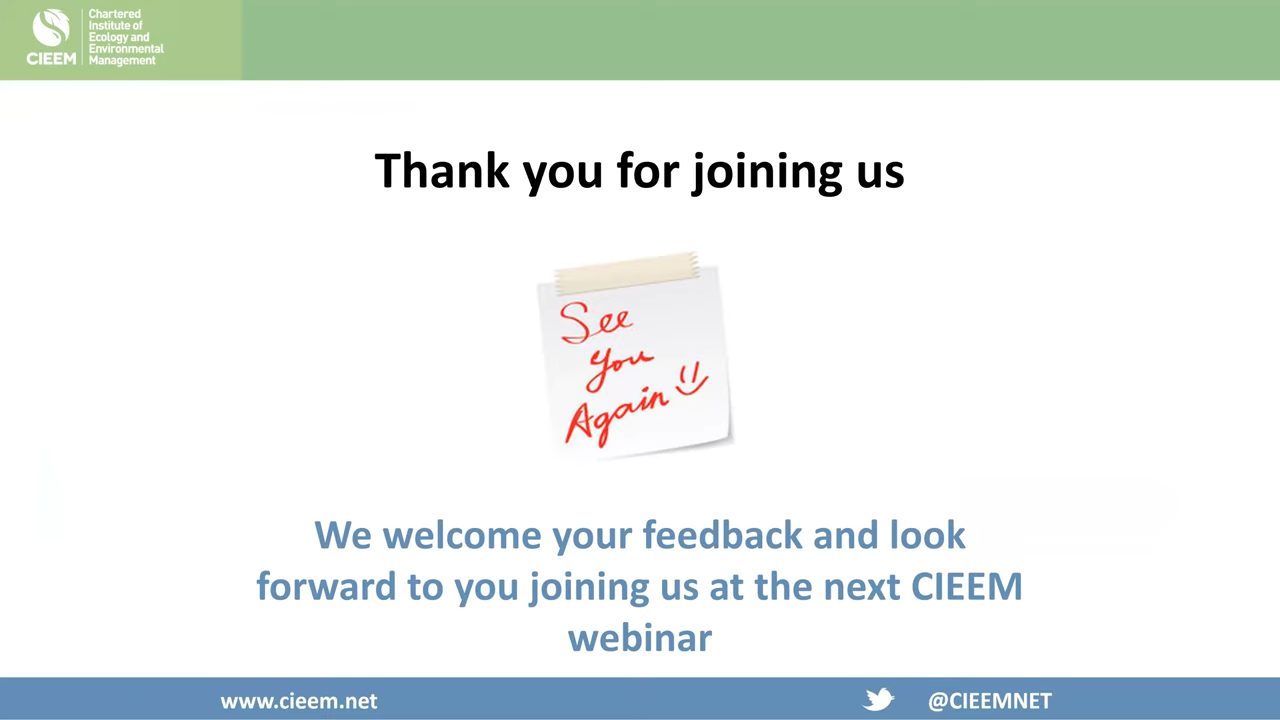 Chartered
Institute of
Ecology and
Environmental
Management
CIEEM
Thank you for joining us
See
You
Again
We welcome your feedback and look
forward to you joining us at the next CIEEM
webinar
www.cieem.net
@CIEEMNET